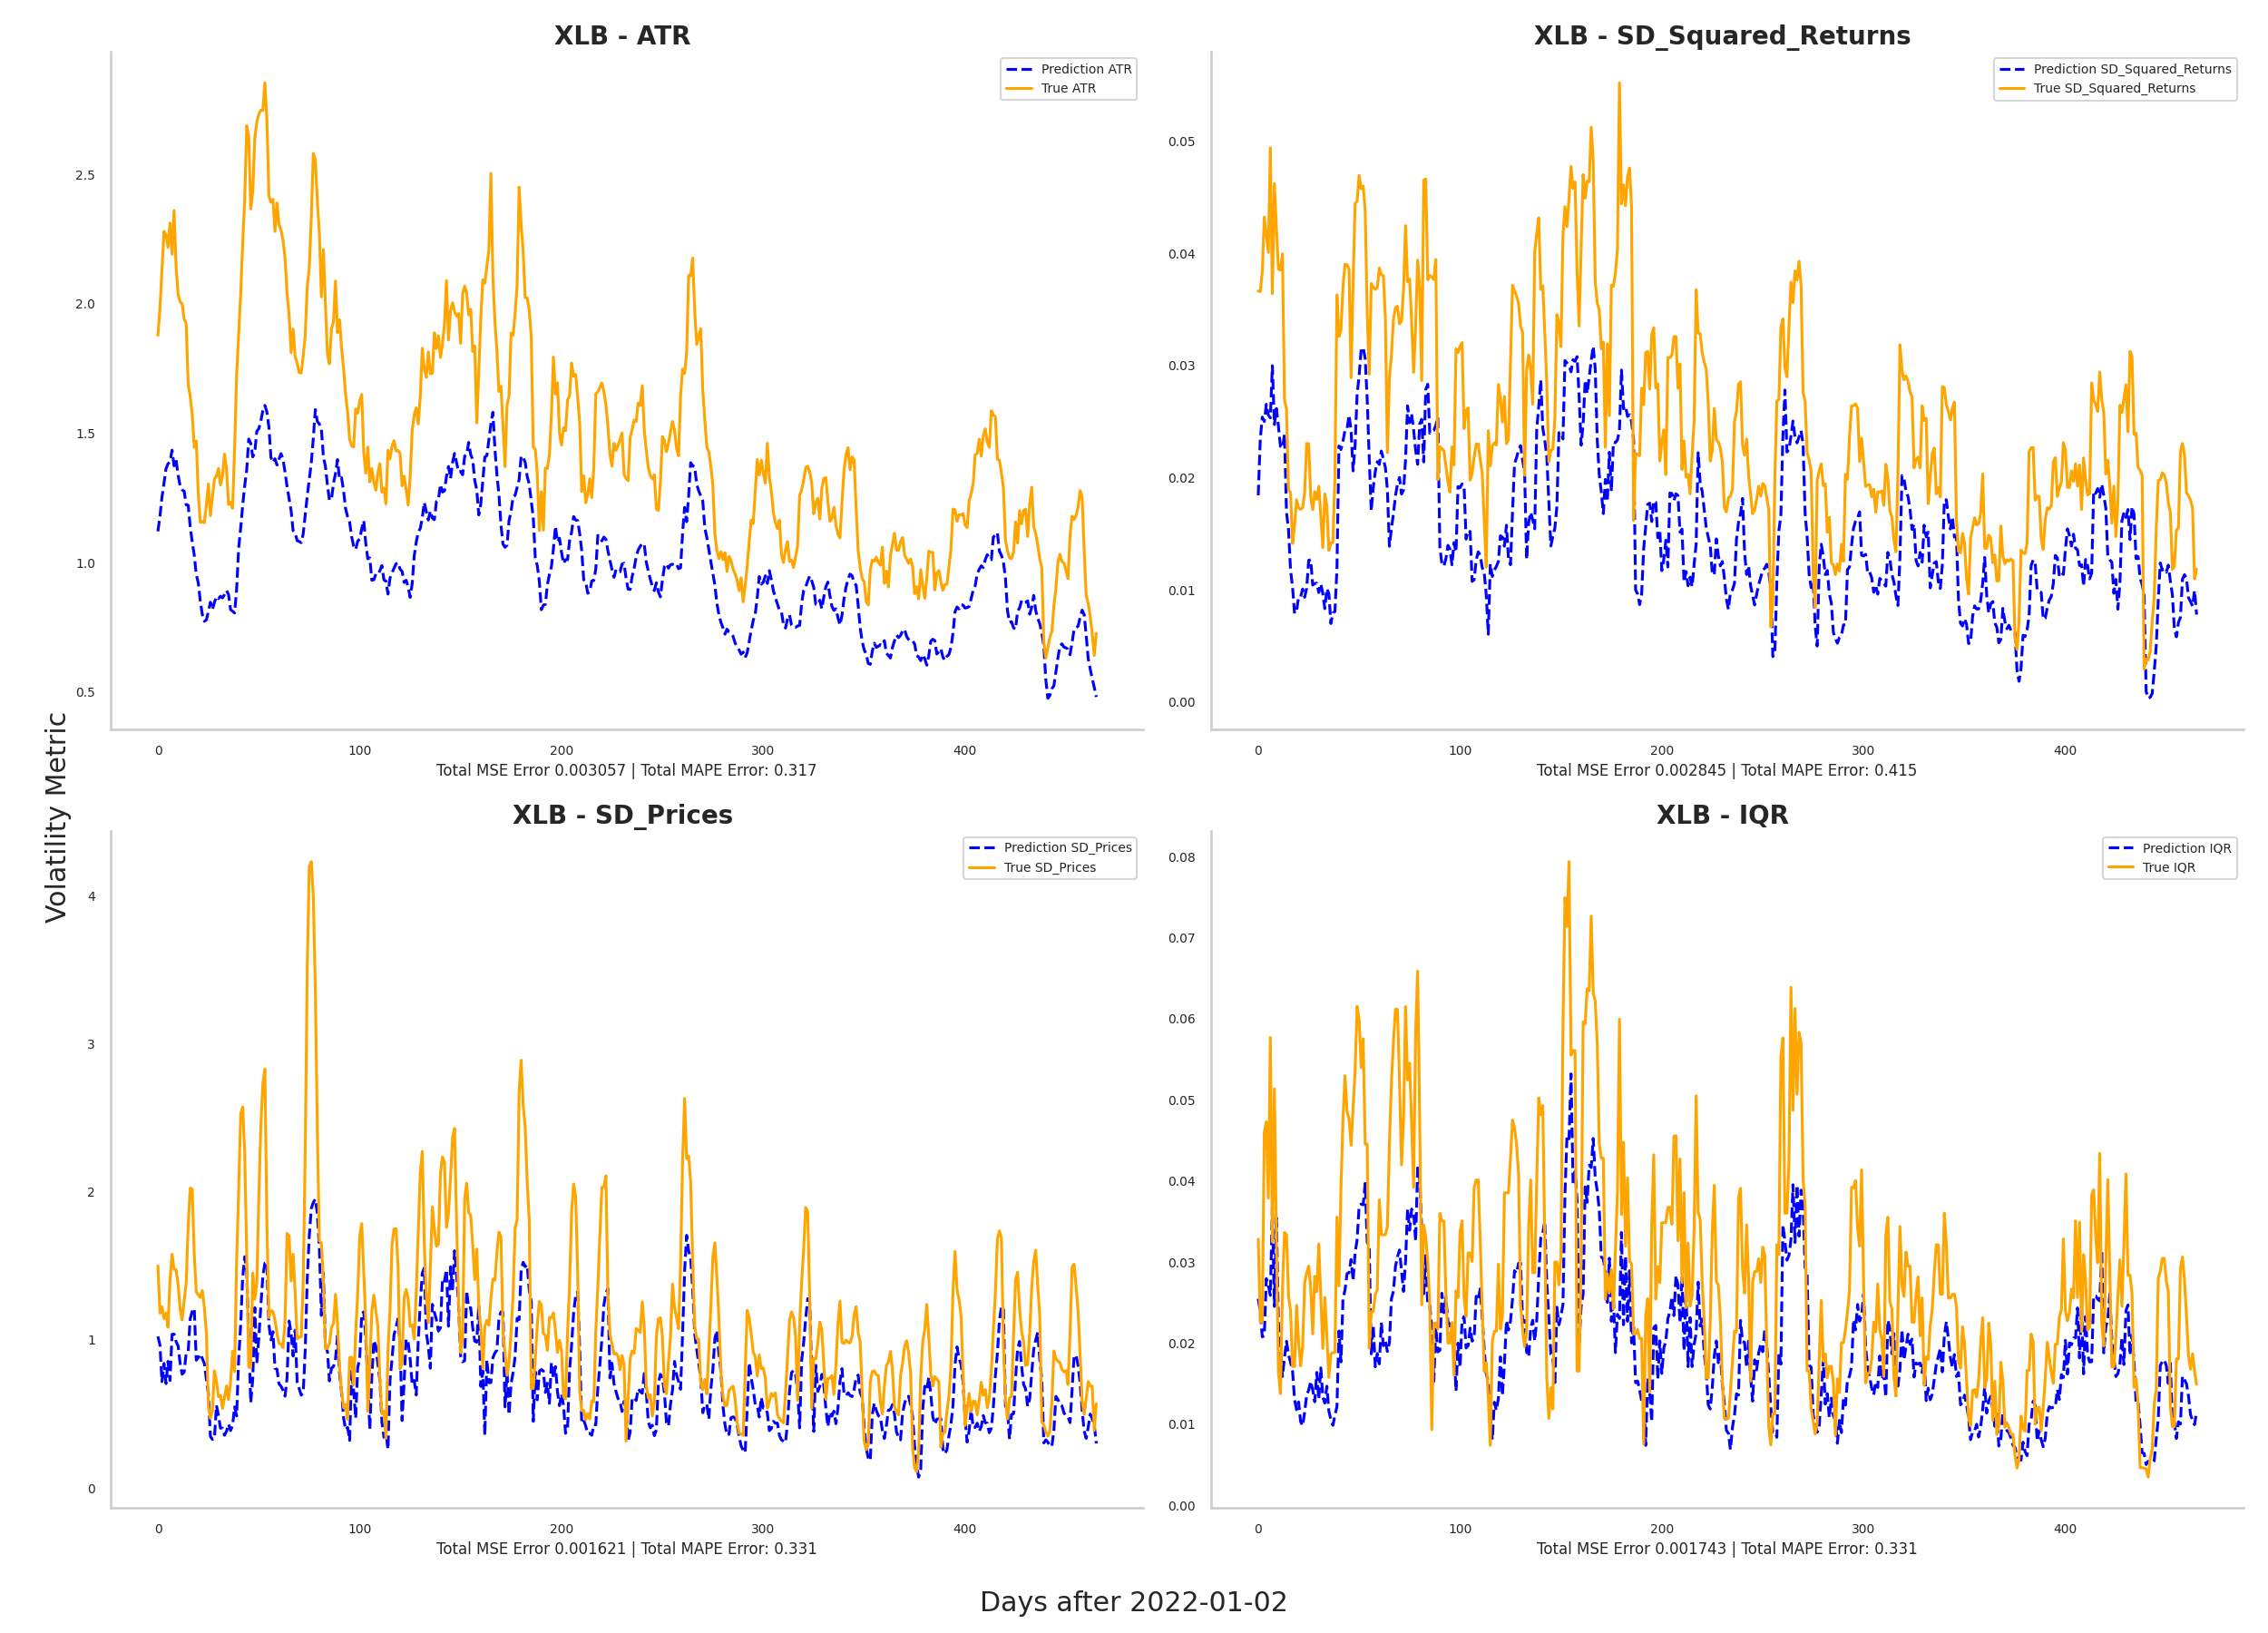 XLB - ATR
Prediction ATR
True ATR
2.5
2.0
1.5
1.0
0.5
0
100
200
300
400
Total MSE Error 0.003057 | Total MAPE Error: 0.317
XLB - SD_Squared_Returns
Prediction SD_Squared_Returns
True SD_Squared_Returns
0.05
0.04
0.03
0.02
0.01
0.00
0
100
200
300
400
Total MSE Error 0.002845 | Total MAPE Error: 0.415
Volatility Metric
XLB - SD_Prices
Prediction SD_Prices
True SD_Prices
4
3
2
1
0
0
100
200
300
400
Total MSE Error 0.001621 | Total MAPE Error: 0.331
XLB - IQR
Prediction IQR
True IQR
0.08
0.07
0.06
0.05
0.04
0.03
0.02
0.01
0.00
0
100
200
300
400
Total MSE Error 0.001743 | Total MAPE Error: 0.331
Days after 2022-01-02